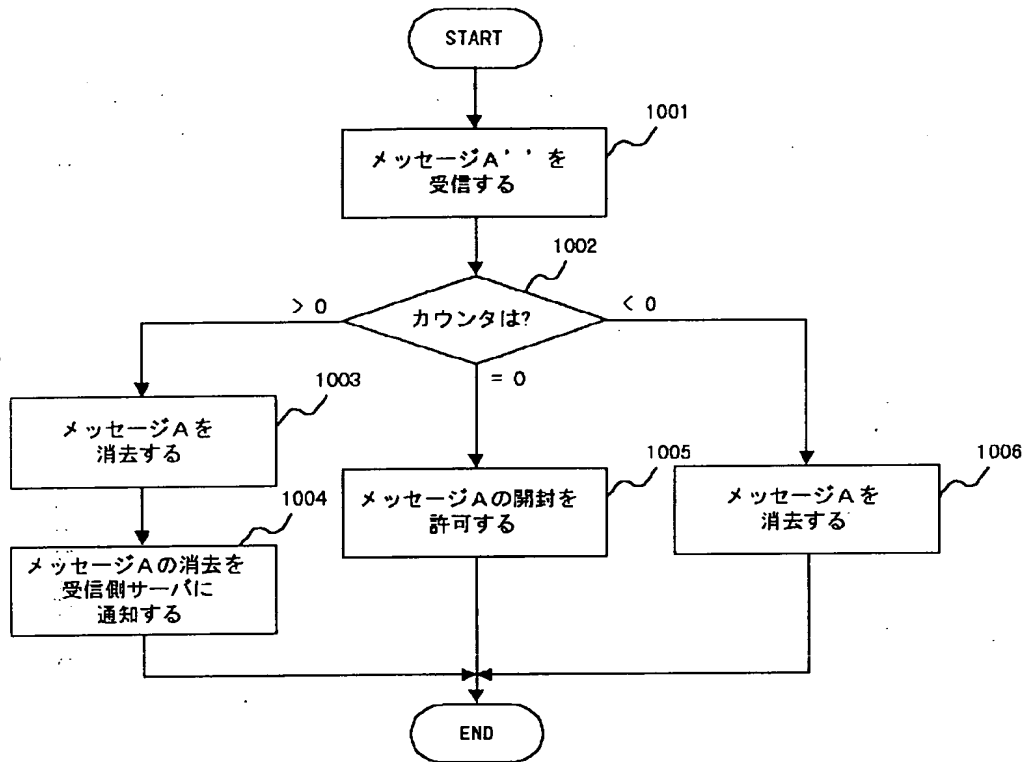 START
1001
メッセージA''を
受信する
1002
> 0
カウンタは?
< 0
= 0
1003
メッセージAを
消去する
1004
メッセージAの消去を
受信側サーバに
通知する
1005
メッセージAの開封を
許可する
1006
メッセージAを
消去する
END